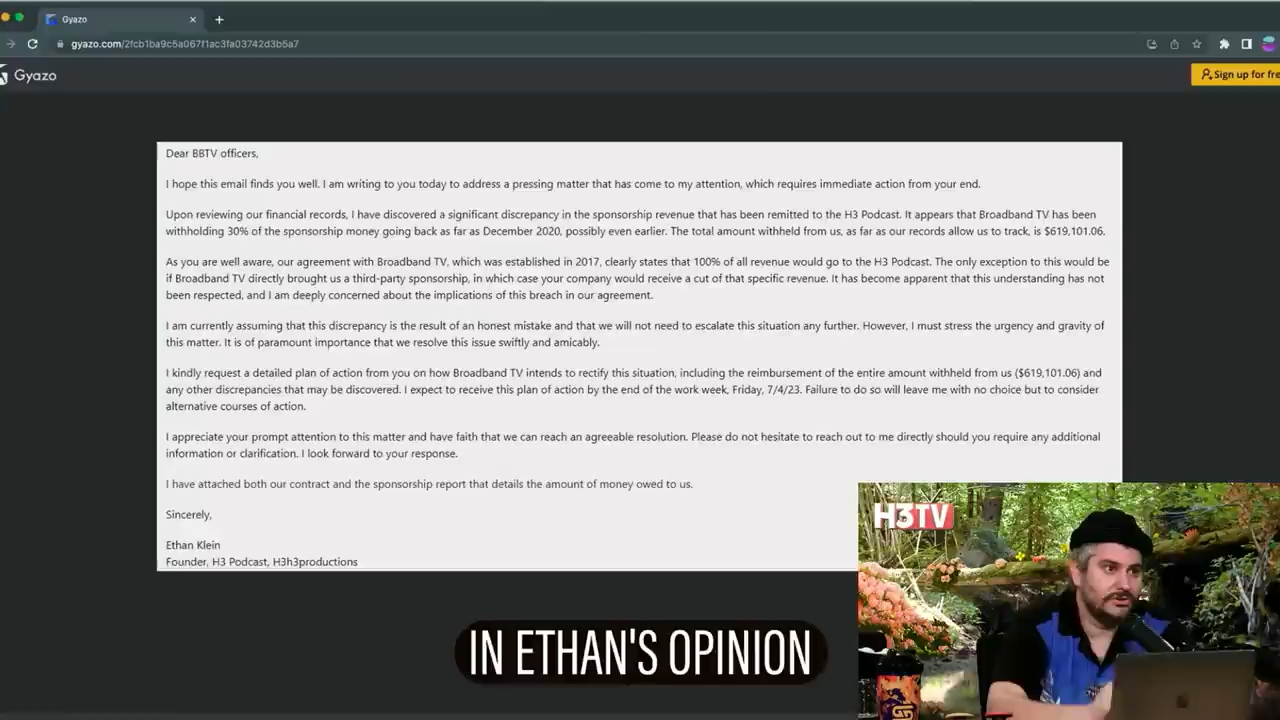 Gyazo
gyazo.com/2fcb1ba9c5a067f1ac3fa03742d3b5a7
Gyazo
Sign up for fre
Dear BBTV officers,
I hope this email finds you well. I am writing to you today to address a pressing matter that has come to my attention, which requires immediate action from your end.
Upon reviewing our financial records, I have discovered a significant discrepancy in the sponsorship revenue that has been remitted to the H3 Podcast. It appears that Broadband TV has been
withholding 30% of the sponsorship money going back as far as December 2020, possibly even earlier. The total amount withheld from us, as far as our records allow us to track, is $619,101.06.
As you are well aware, our agreement with Broadband TV, which was established in 2017, clearly states that 100% of all revenue would go to the H3 Podcast. The only exception to this would be
if Broadband TV directly brought us a third-party sponsorship, in which case your company would receive a cut of that specific revenue. It has become apparent that this understanding has not
been respected, and I am deeply concerned about the implications of this breach in our agreement.
I am currently assuming that this discrepancy is the result of an honest mistake and that we will not need to escalate this situation any further. However, I must stress the urgency and gravity of
this matter. It is of paramount importance that we resolve this issue swiftly and amicably.
I kindly request a detailed plan of action from you on how Broadband TV intends to rectify this situation, including the reimbursement of the entire amount withheld from us ($619,101.06) and
any other discrepancies that may be discovered. I expect to receive this plan of action by the end of the work week, Friday, 7/4/23. Failure to do so will leave me with no choice but to consider
alternative courses of action.
I appreciate your prompt attention to this matter and have faith that we can reach an agreeable resolution. Please do not hesitate to reach out to me directly should you require any additional
information or clarification. I look forward to your response.
I have attached both our contract and the sponsorship report that details the amount of money owed to us.
Sincerely,
Ethan Klein
Founder, H3 Podcast, H3h3productions
H3TV
IN ETHAN'S OPINION